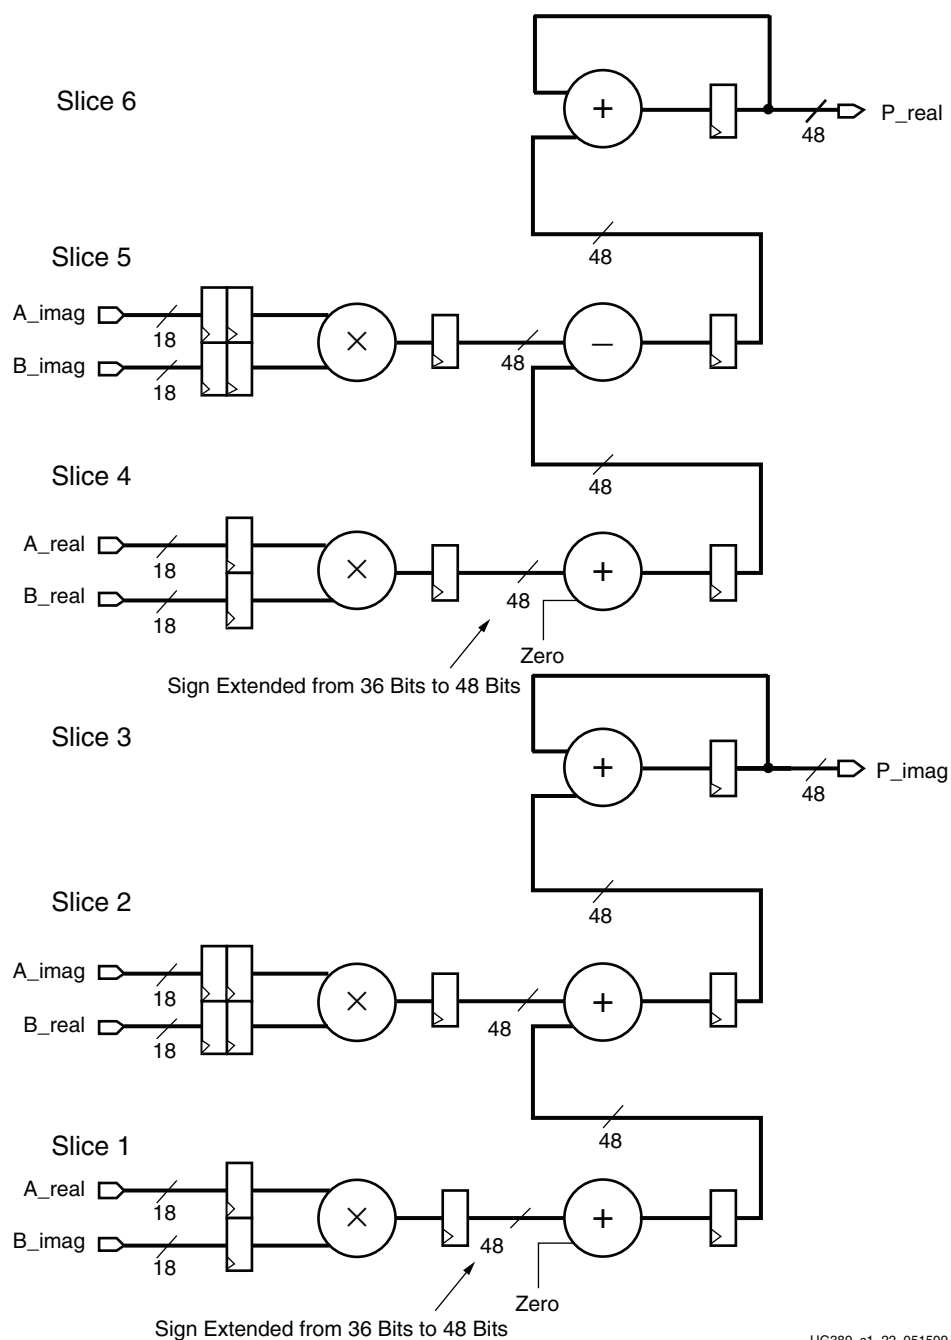 Slice 6
+
P_real
48
48
Slice 5
A_imag
18
B_imag
18
×
48
–
48
Slice 4
A_real
18
B_real
18
×
48
+
Zero
Sign Extended from 36 Bits to 48 Bits
Slice 3
+
P_imag
48
48
Slice 2
A_imag
18
B_real
18
×
48
+
48
Slice 1
A_real
18
B_imag
18
×
48
+
Zero
Sign Extended from 36 Bits to 48 Bits